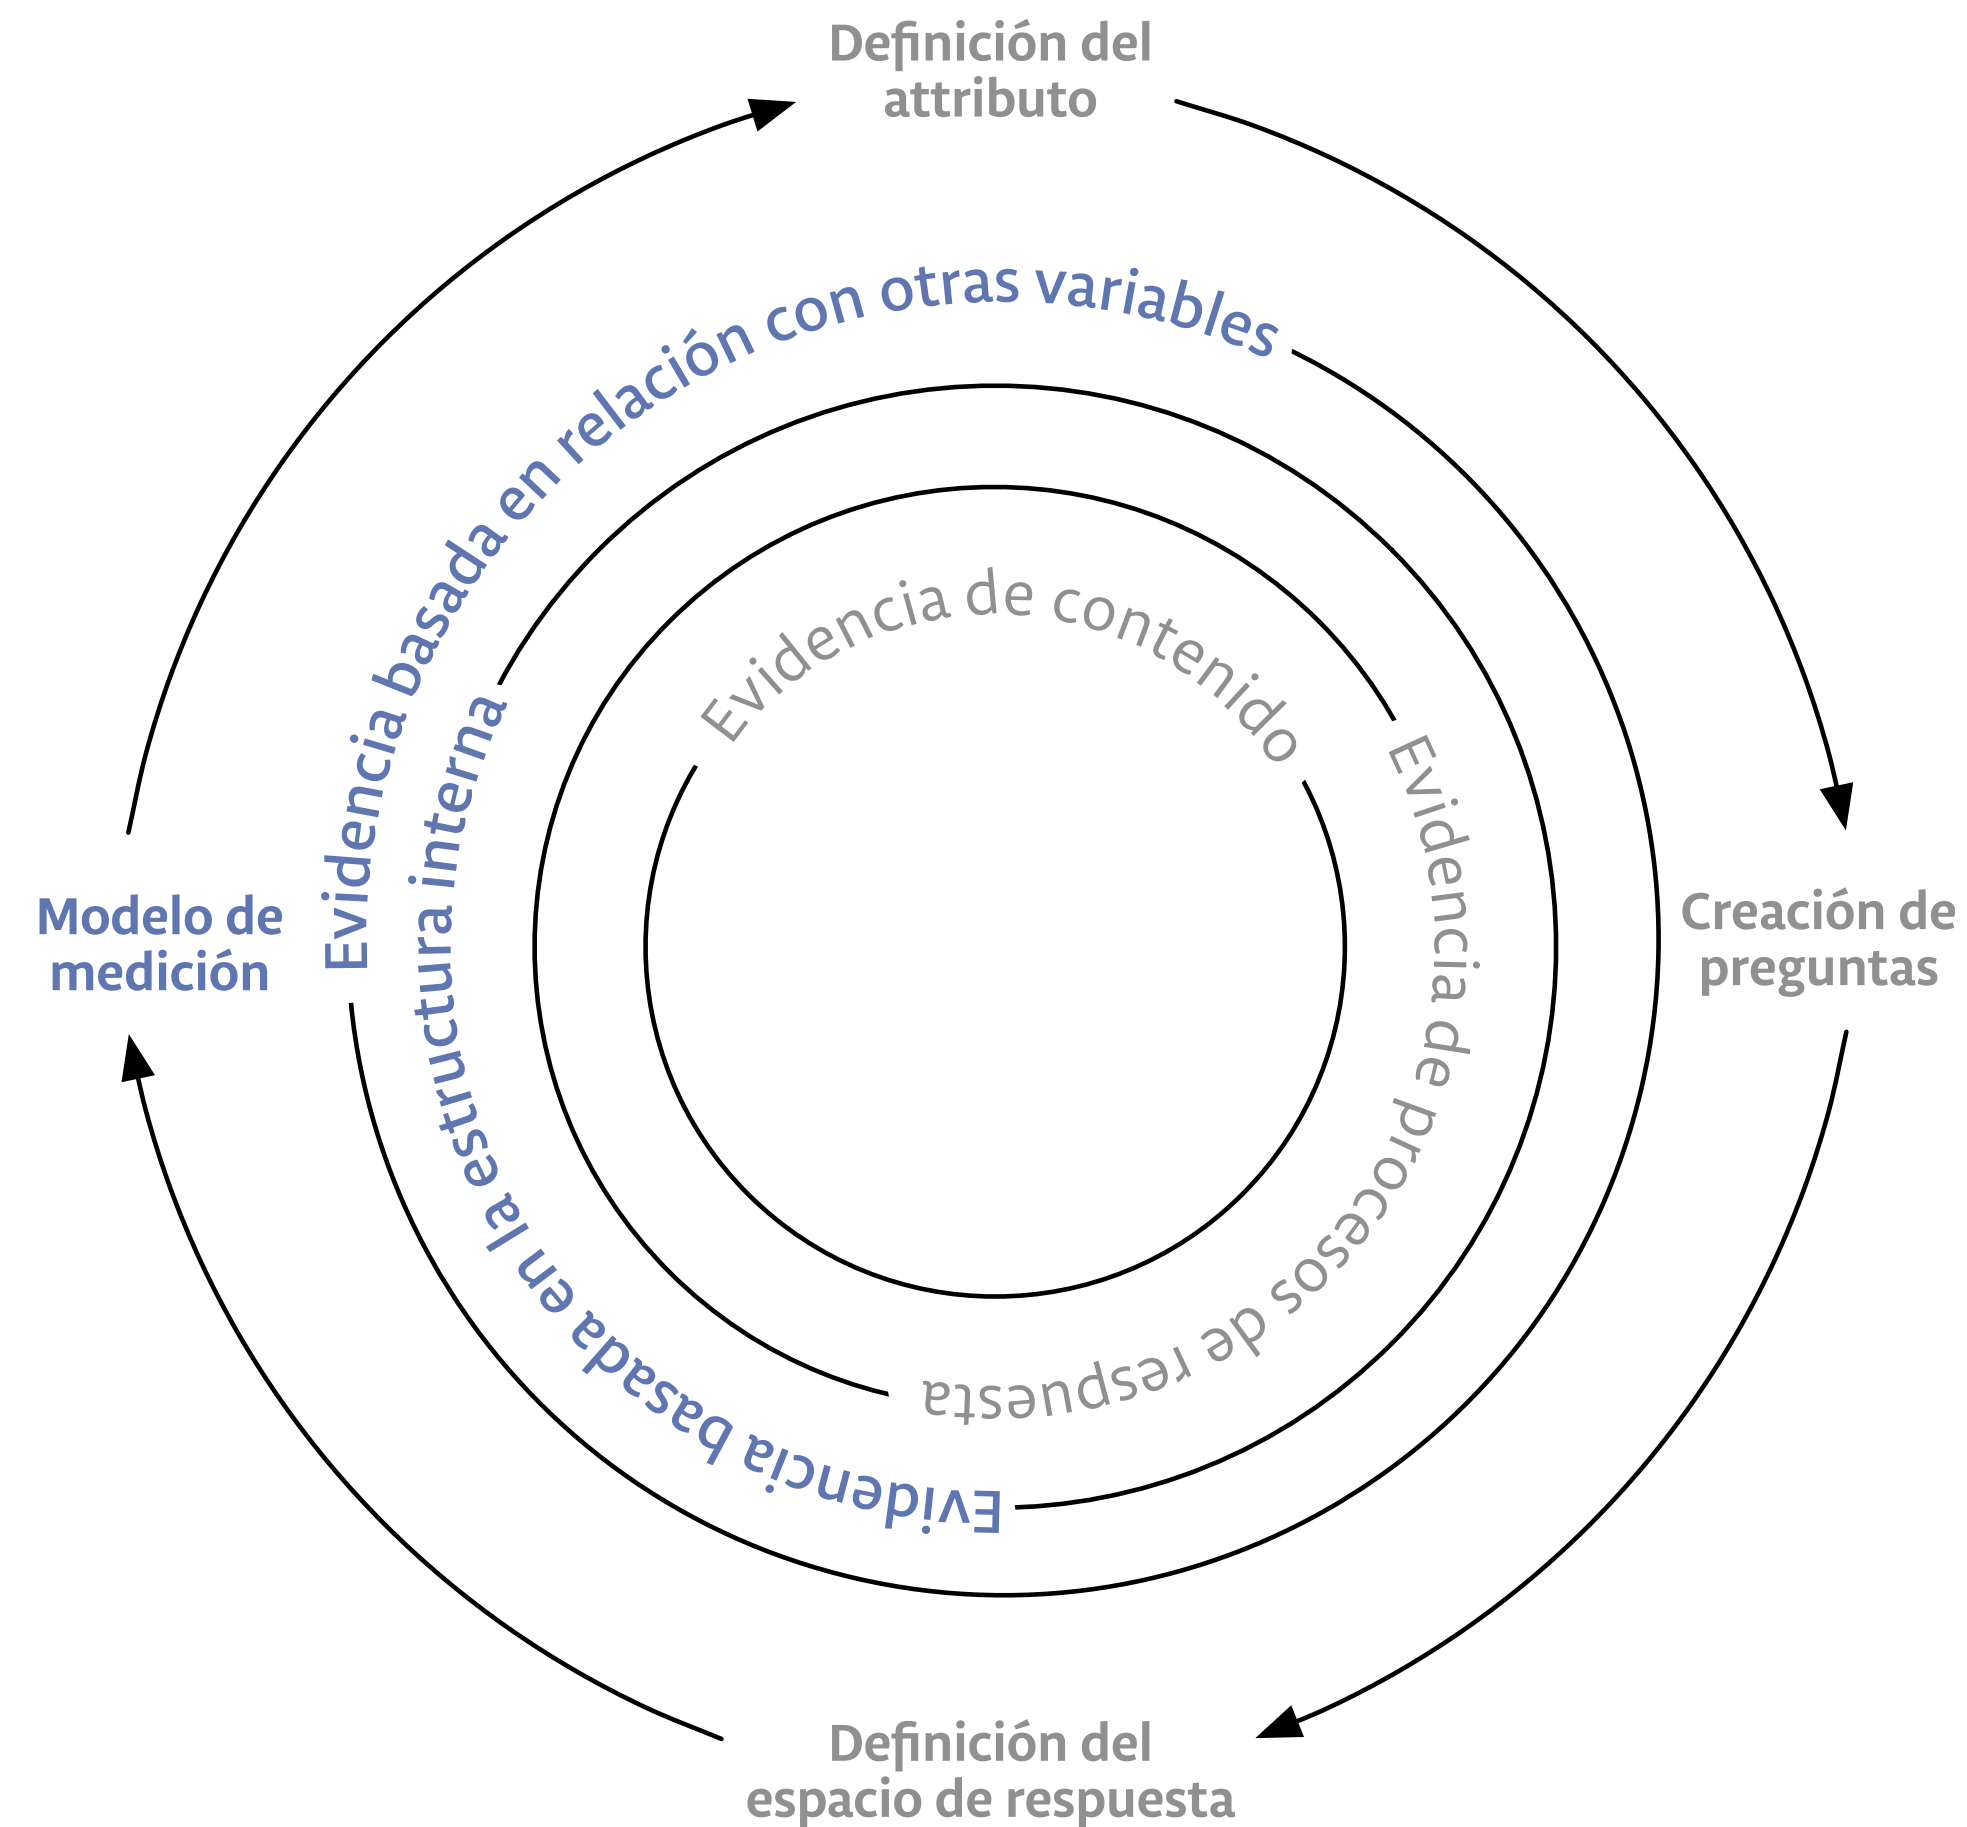 Definición del
attributo
Evidencia basada en relación con otras variables
Evidencia de contenido
Evidencia de procesos de respuesta
Evidencia basada en la estructura interna
Modelo de
medición
Creación de
preguntas
Definición del
espacio de respuesta